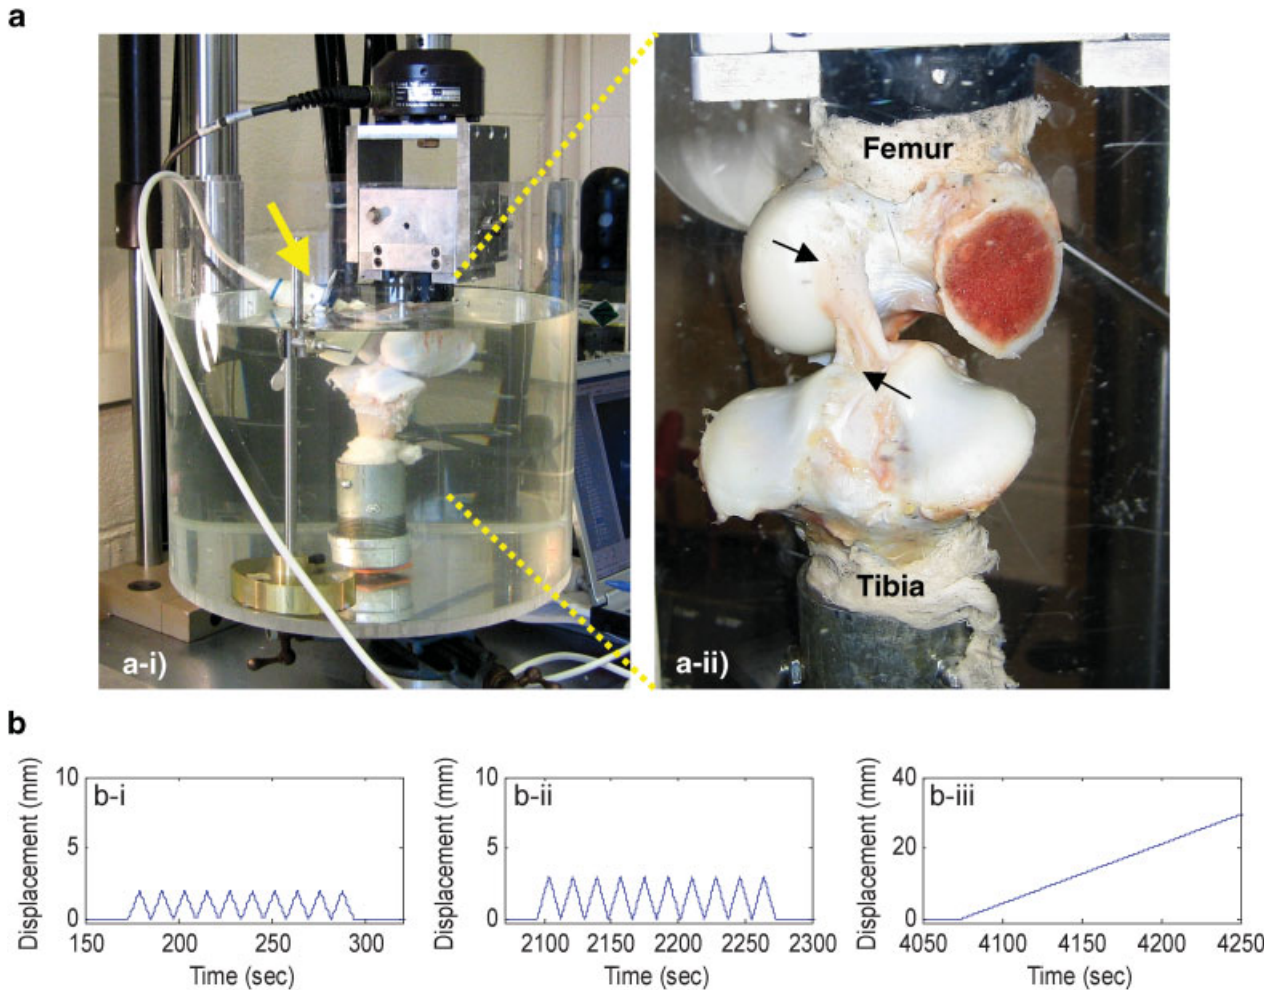 a
Femur
Tibia
a-i)
a-ii)
b
Displacement (mm)
10
5
0
b-i
150
200
250
300
Time (sec)
Displacement (mm)
10
5
0
b-ii
2100
2150
2200
2250
2300
Time (sec)
Displacement (mm)
40
20
0
b-iii
4050
4100
4150
4200
4250
Time (sec)